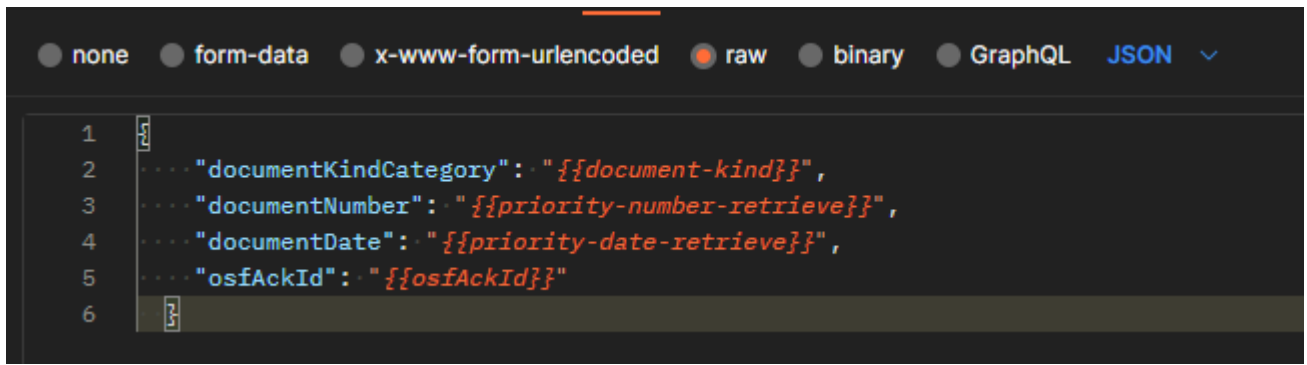 none form-data x-www-form-urlencoded raw binary GraphQL JSON
1 {
2 "documentKindCategory": "{{document-kind}}",
3 "documentNumber": "{{priority-number-retrieve}}",
4 "documentDate": "{{priority-date-retrieve}}",
5 "osfAckId": "{{osfAckId}}"
6 }